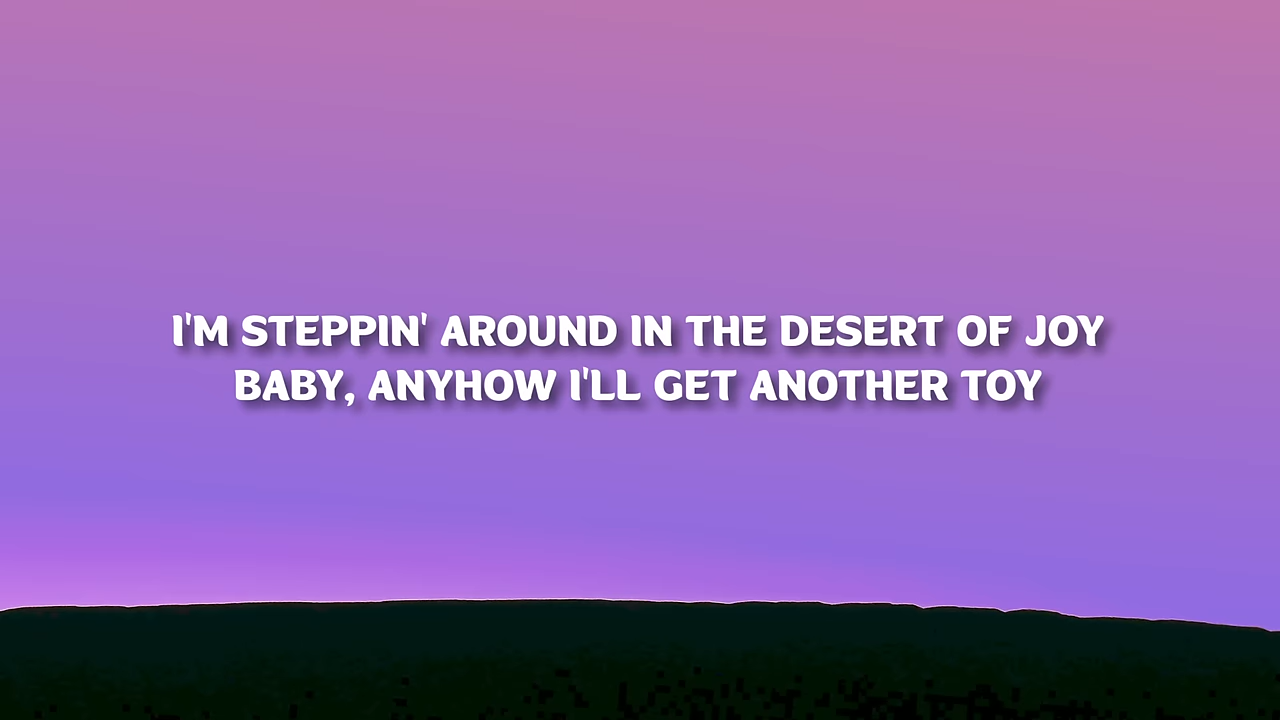 I'M STEPPIN' AROUND IN THE DESERT OF JOY
BABY, ANYHOW I'LL GET ANOTHER TOY